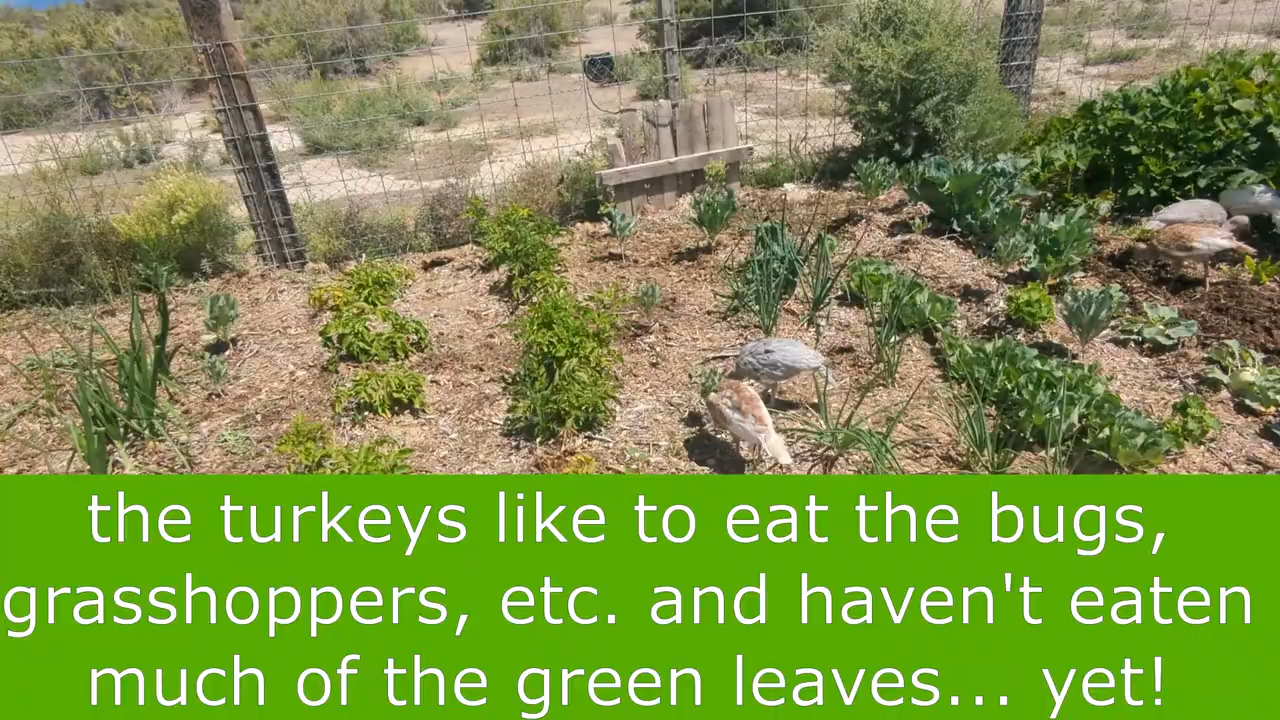 the turkeys like to eat the bugs,
grasshoppers, etc. and haven't eaten
much of the green leaves... yet!